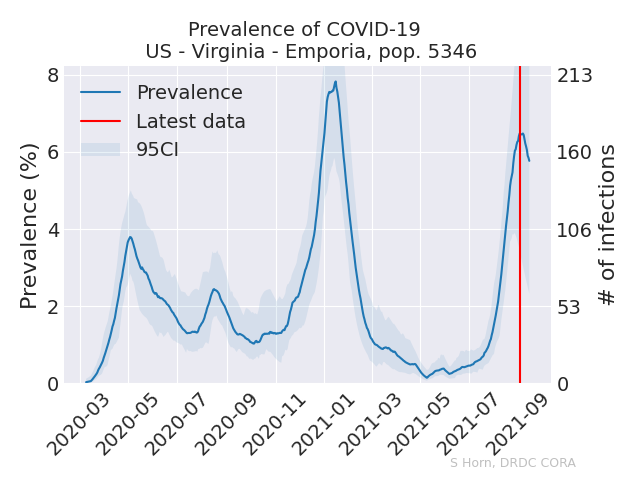 Prevalence of COVID-19
US - Virginia - Emporia, pop. 5346
Prevalence
Latest data
95CI
Prevalence (%)
8
6
4
2
0
# of infections
213
160
106
53
0
2020-03
2020-05
2020-07
2020-09
2020-11
2021-01
2021-03
2021-05
2021-07
2021-09
S Horn, DRDC CORA